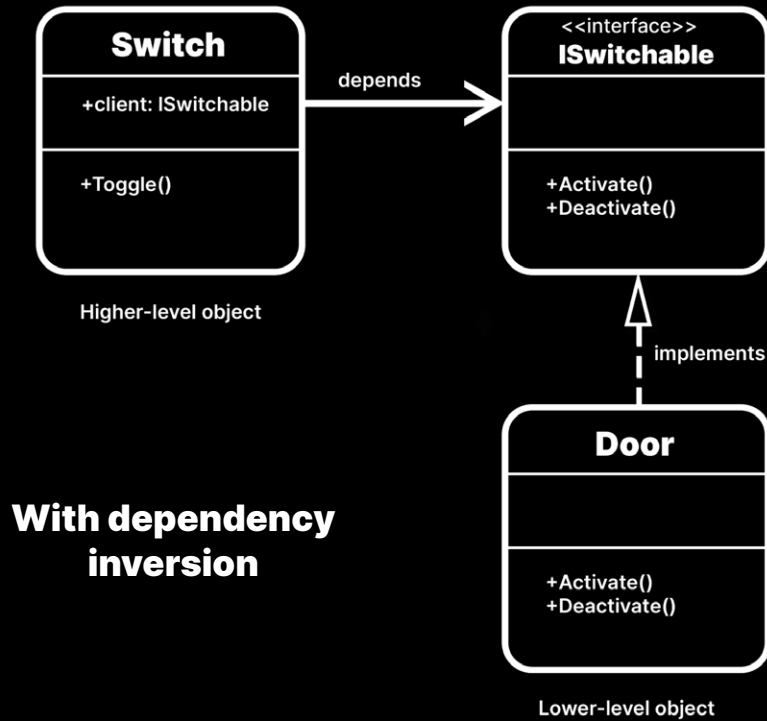 Switch
+client: ISwitchable
+Toggle()
Higher-level object
depends
<<interface>>
ISwitchable
+Activate()
+Deactivate()
implements
Door
+Activate()
+Deactivate()
Lower-level object
With dependency
inversion